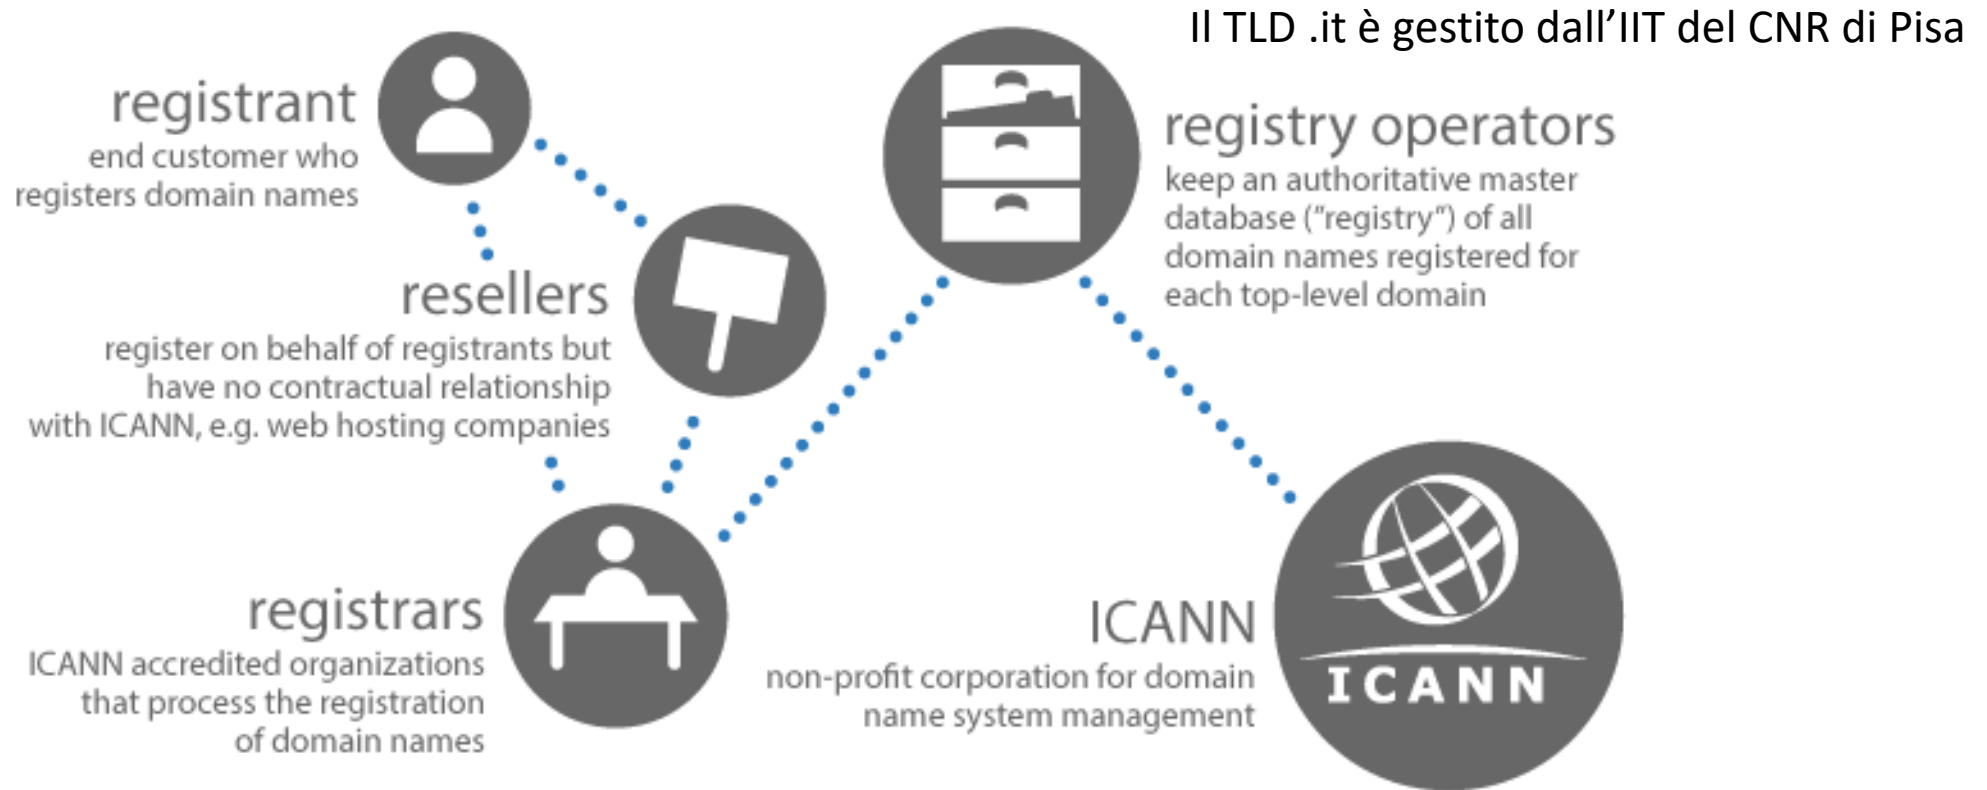 Il TLD .it è gestito dall’IIT del CNR di Pisa
registrant
end customer who
registers domain names
resellers
register on behalf of registrants but
have no contractual relationship
with ICANN, e.g. web hosting companies
registrars
ICANN accredited organizations
that process the registration
of domain names
registry operators
keep an authoritative master
database ("registry") of all
domain names registered for
each top-level domain
ICANN
non-profit corporation for domain
name system management
ICANN